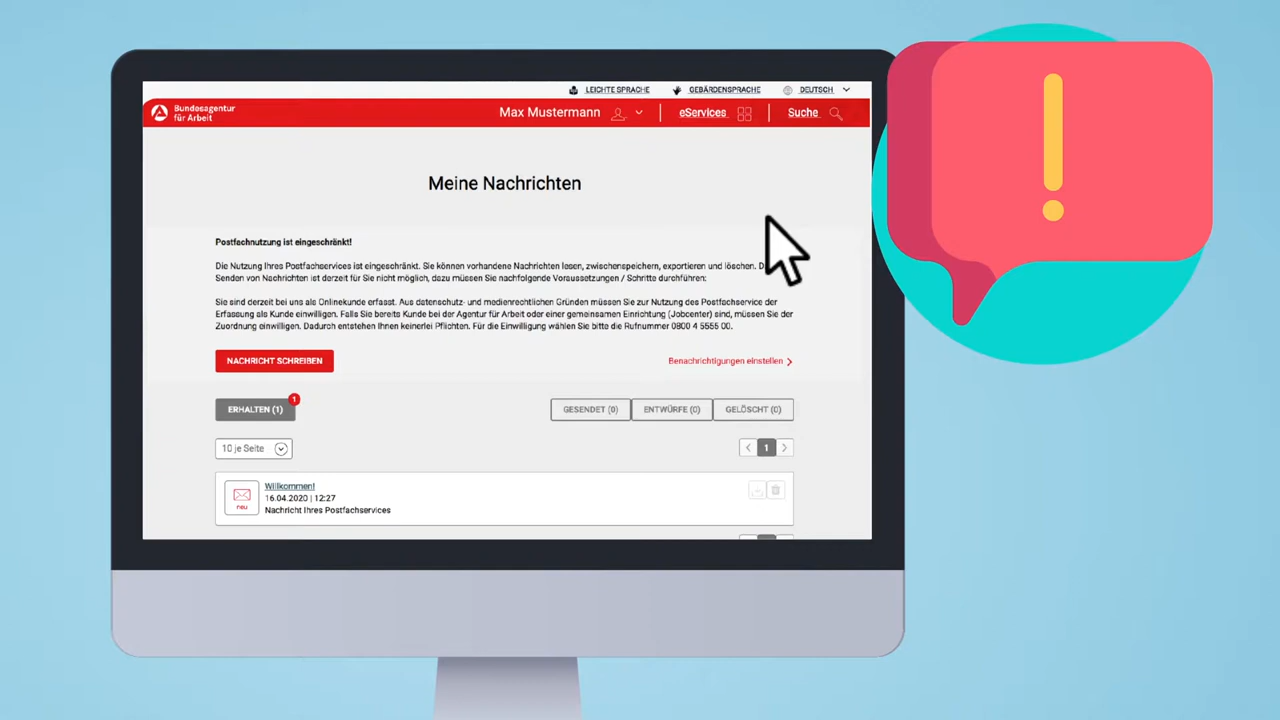 LEICHTE SPRACHE GEBÄRDENSPRACHE DEUTSCH
Bundesagentur
für Arbeit
Max Mustermann eServices Suche
Meine Nachrichten
Postfachnutzung ist eingeschränkt!
Die Nutzung Ihres Postfachservices ist eingeschränkt. Sie können vorhandene Nachrichten lesen, zwischenspeichern, exportieren und löschen.
Senden von Nachrichten ist derzeit für Sie nicht möglich, dazu müssen Sie nachfolgende Voraussetzungen / Schritte durchführen:
Sie sind derzeit bei uns als Onlinekunde erfasst. Aus datenschutz- und medienrechtlichen Gründen müssen Sie zur Nutzung des Postfachservice der
Erfassung als Kunde einwilligen. Falls Sie bereits Kunde bei der Agentur für Arbeit oder einer gemeinsamen Einrichtung (Jobcenter) sind, müssen Sie der
Zuordnung einwilligen. Dadurch entstehen Ihnen keinerlei Pflichten. Für die Einwilligung wählen Sie bitte die Rufnummer 0800 4 5555 00.
NACHRICHT SCHREIBEN Benachrichtigungen einstellen
ERHALTEN (1) 1 GESENDET (0) ENTWÜRFE (0) GELÖSCHT (0)
10 je Seite 1
Willkommen!
16.04.2020 | 12:27
neu Nachricht Ihres Postfachservices